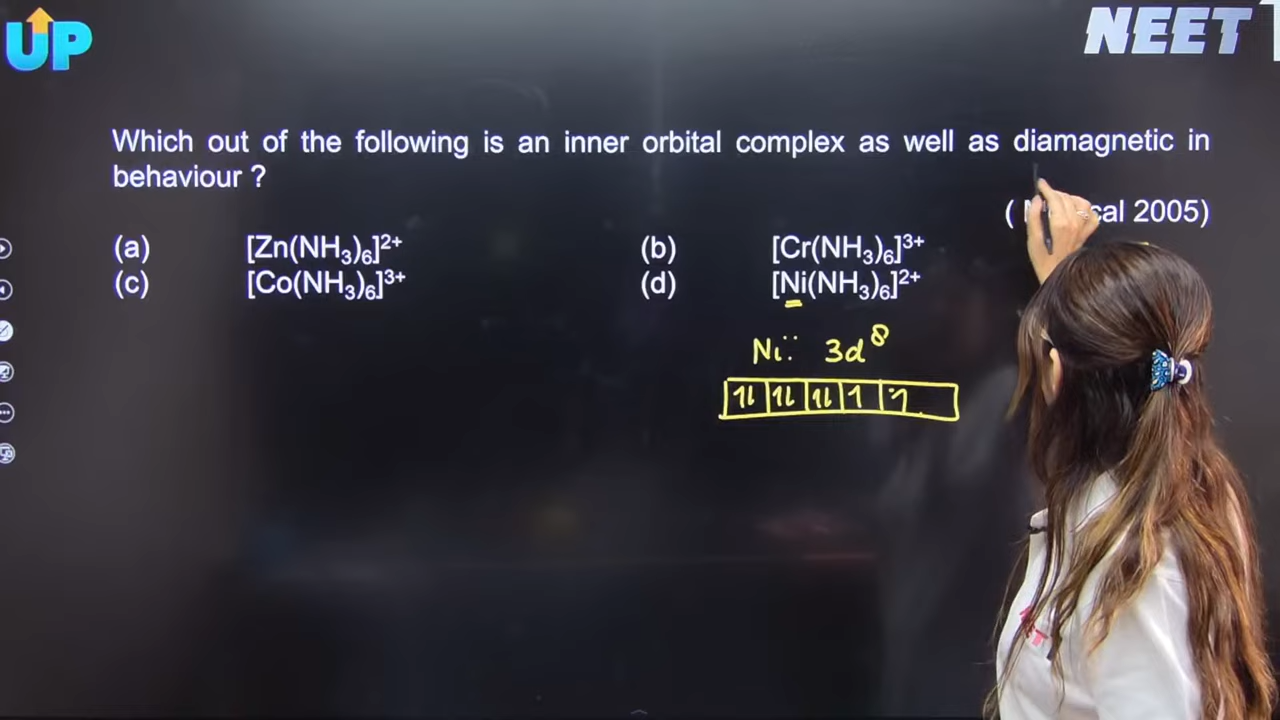 UP
NEET
Which out of the following is an inner orbital complex as well as diamagnetic in
behaviour ?
( cal 2005)
(a) [Zn(NH3)6]2+ (b) [Cr(NH3)6]3+
(c) [Co(NH3)6]3+ (d) [Ni(NH3)6]2+
Ni:: 3d8